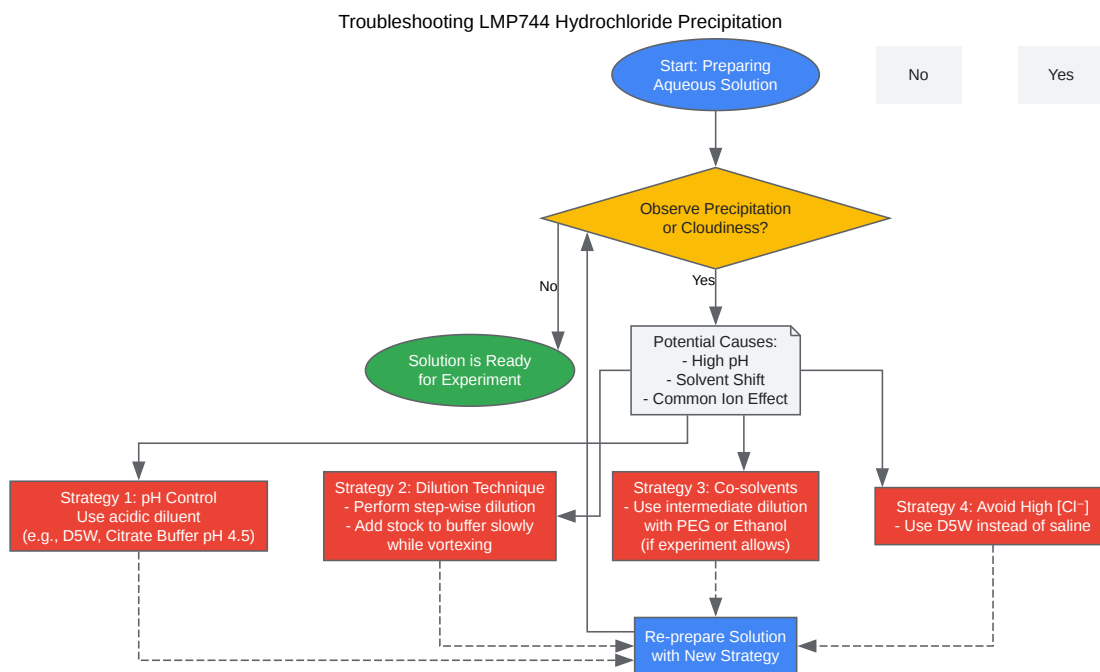 Troubleshooting LMP744 Hydrochloride Precipitation
Start: Preparing
Aqueous Solution
No
Yes
Observe Precipitation
or Cloudiness?
No
Yes
Solution is Ready
for Experiment
Potential Causes:
- High pH
- Solvent Shift
- Common Ion Effect
Strategy 1: pH Control
Use acidic diluent
(e.g., D5W, Citrate Buffer pH 4.5)
Strategy 2: Dilution Technique
- Perform step-wise dilution
- Add stock to buffer slowly
while vortexing
Strategy 3: Co-solvents
- Use intermediate dilution
with PEG or Ethanol
(if experiment allows)
Strategy 4: Avoid High [Cl⁻]
- Use D5W instead of saline
Re-prepare Solution
with New Strategy